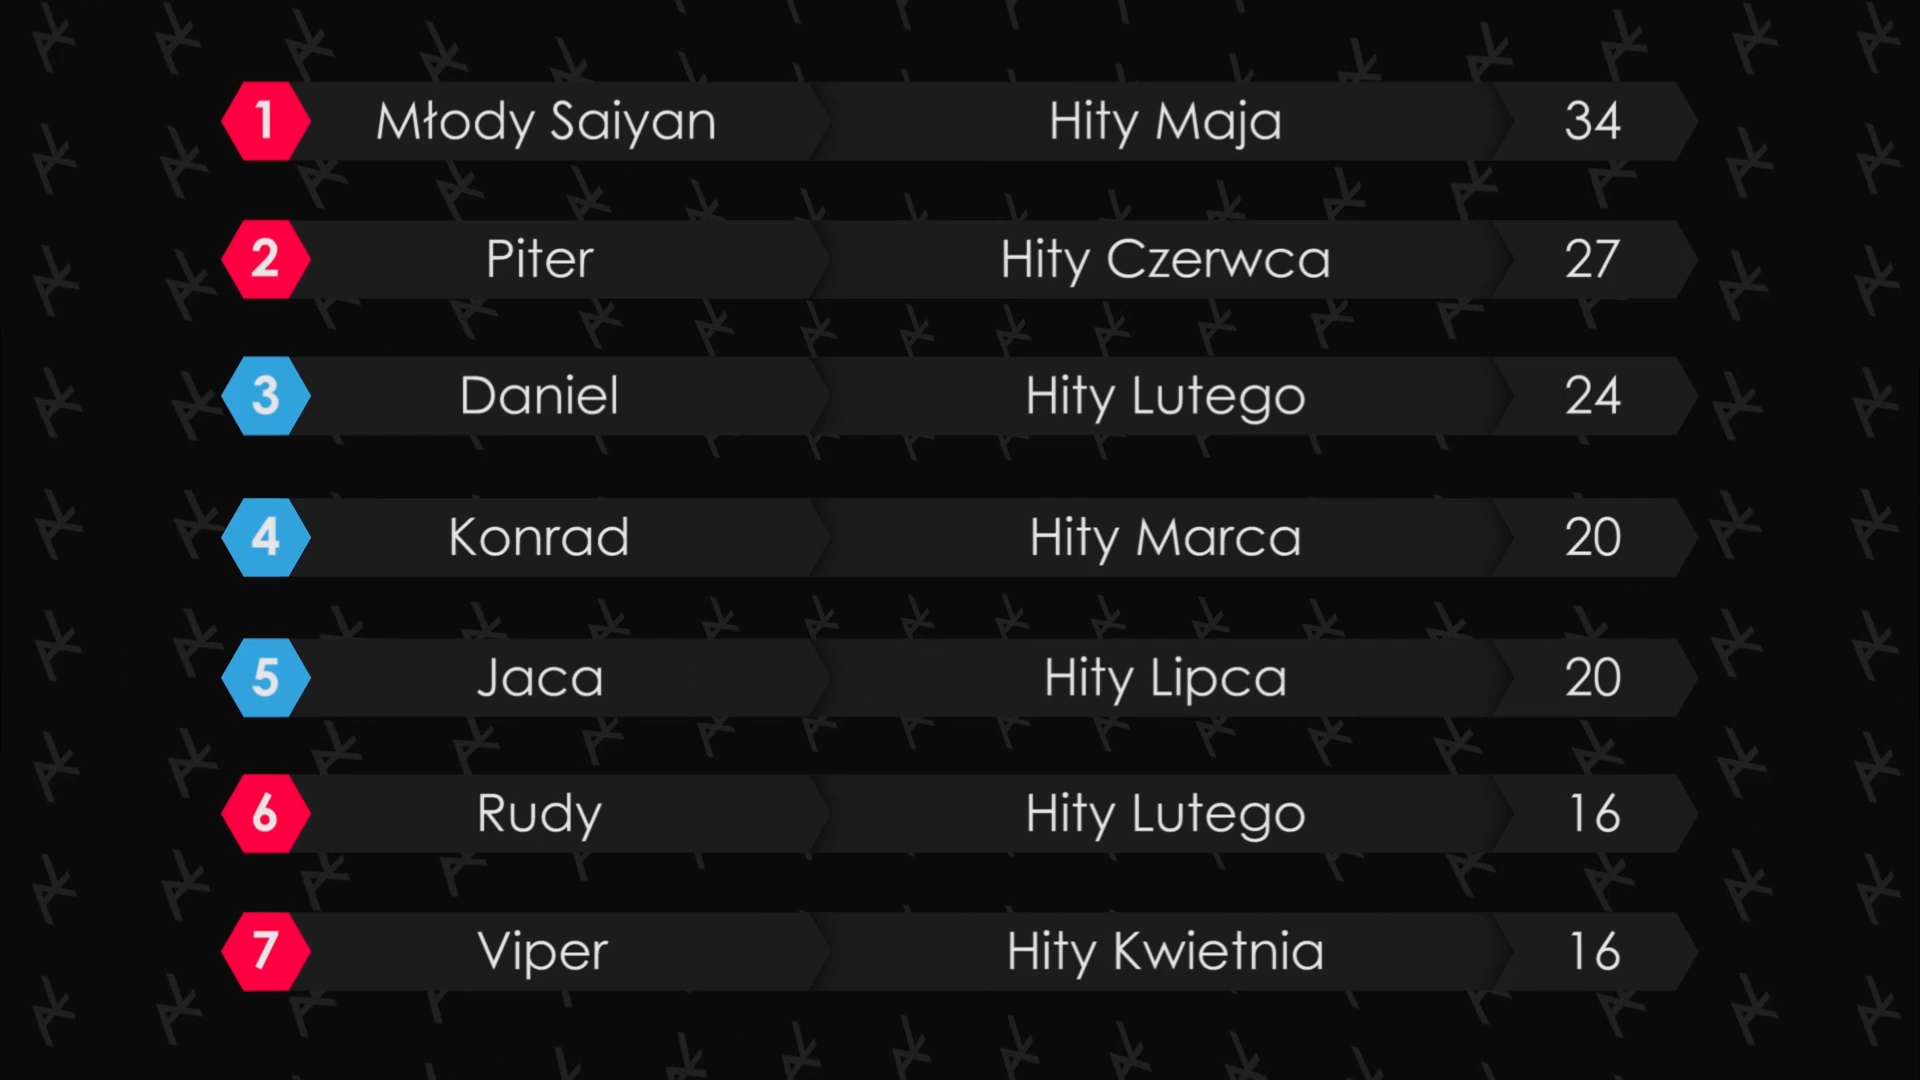 1 Młody Saiyan Hity Maja 34
2 Piter Hity Czerwca 27
3 Daniel Hity Lutego 24
4 Konrad Hity Marca 20
5 Jaca Hity Lipca 20
6 Rudy Hity Lutego 16
7 Viper Hity Kwietnia 16